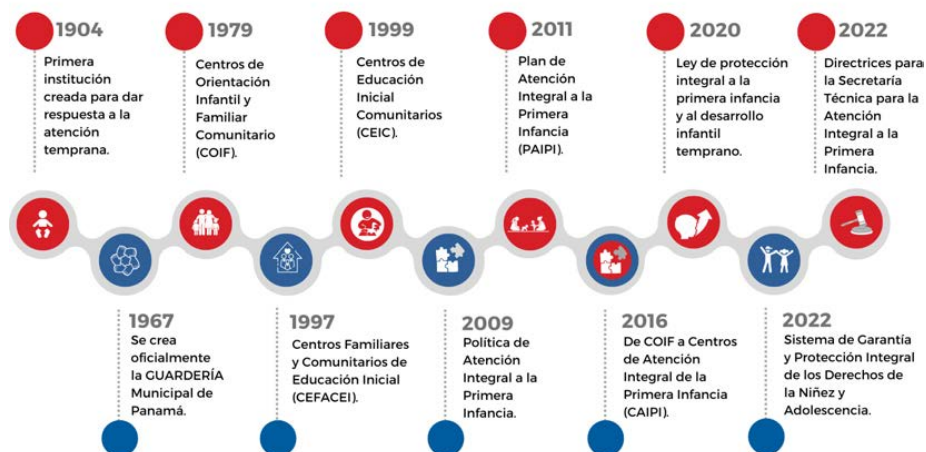 1904
Primera
institución
creada para dar
respuesta a la
atención
temprana.
1979
Centros de
Orientación
Infantil y
Familiar
Comunitario
(COIF).
1999
Centros de
Educación
Inicial
Comunitarios
(CEIC).
2011
Plan de
Atención
Integral a la
Primera
Infancia
(PAIPI).
2020
Ley de protección
integral a la
primera infancia
y al desarrollo
infantil
temprano.
2022
Directrices para
la Secretaría
Técnica para la
Atención
Integral a la
Primera
Infancia.
1967
Se crea
oficialmente
la GUARDERÍA
Municipal de
Panamá.
1997
Centros Familiares
y Comunitarios de
Educación Inicial
(CEFACEI).
2009
Política de
Atención
Integral a la
Primera
Infancia.
2016
De COIF a Centros
de Atención
Integral de la
Primera Infancia
(CAIPI).
2022
Sistema de Garantía
y Protección Integral
de los Derechos de
la Niñez y
Adolescencia.